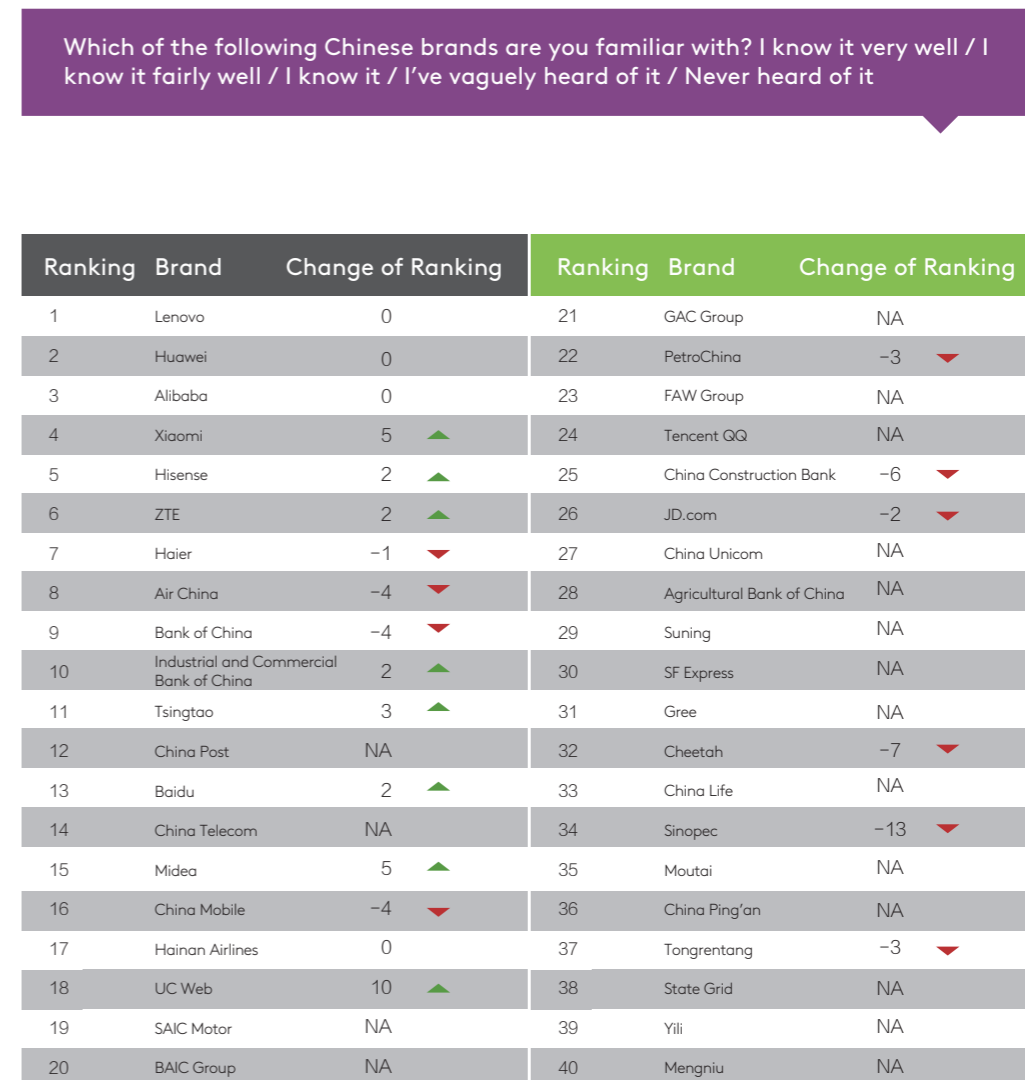 Which of the following Chinese brands are you familiar with? I know it very well / I
know it fairly well / I know it / I’ve vaguely heard of it / Never heard of it
Ranking Brand Change of Ranking
1 Lenovo 0
2 Huawei 0
3 Alibaba 0
4 Xiaomi 5
5 Hisense 2
6 ZTE 2
7 Haier −1
8 Air China −4
9 Bank of China −4
10 Industrial and Commercial
Bank of China 2
11 Tsingtao 3
12 China Post NA
13 Baidu 2
14 China Telecom NA
15 Midea 5
16 China Mobile −4
17 Hainan Airlines 0
18 UC Web 10
19 SAIC Motor NA
20 BAIC Group NA
Ranking Brand Change of Ranking
21 GAC Group NA
22 PetroChina −3
23 FAW Group NA
24 Tencent QQ NA
25 China Construction Bank −6
26 JD.com −2
27 China Unicom NA
28 Agricultural Bank of China NA
29 Suning NA
30 SF Express NA
31 Gree NA
32 Cheetah −7
33 China Life NA
34 Sinopec −13
35 Moutai NA
36 China Ping’an NA
37 Tongrentang −3
38 State Grid NA
39 Yili NA
40 Mengniu NA